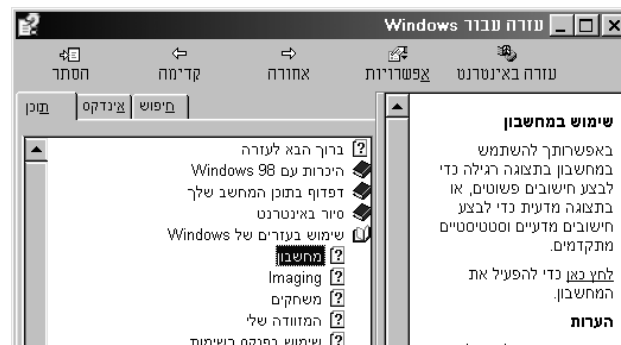 עזרה עבור Windows
עזרה באינטרנט
אפשרויות
אחורה
קדימה
הסתר
שימוש במחשבון
באפשרותך להשתמש
במחשבון בתצוגה רגילה כדי
לבצע חישובים פשוטים, או
בתצוגה מדעית כדי לבצע
חישובים מדעיים וסטטיסטיים
מתקדמים.
לחץ כאן כדי להפעיל את
המחשבון.
הערות
חיפוש
אינדקס
תוכן
ברוך הבא לעזרה
היכרות עם Windows 98
דפדוף בתוכן המחשב שלך
סיור באינטרנט
שימוש בעזרים של Windows
מחשבון
Imaging
משחקים
המזוודה שלי
שימוש בפנקס רשימות